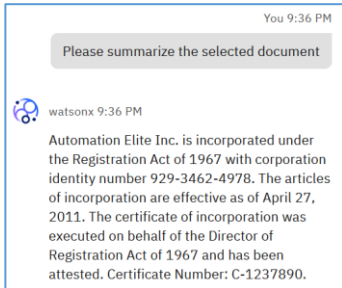 You 9:36 PM
Please summarize the selected document
watsonx 9:36 PM
Automation Elite Inc. is incorporated under
the Registration Act of 1967 with corporation
identity number 929-3462-4978. The articles
of incorporation are effective as of April 27,
2011. The certificate of incorporation was
executed on behalf of the Director of
Registration Act of 1967 and has been
attested. Certificate Number: C-1237890.